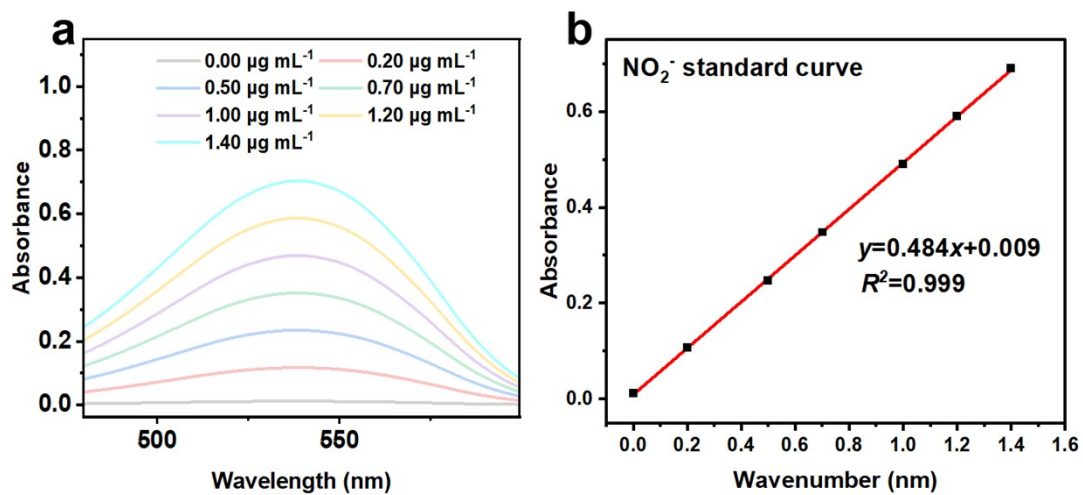 a
0.00 µg mL⁻¹ 0.20 µg mL⁻¹
0.50 µg mL⁻¹ 0.70 µg mL⁻¹
1.00 µg mL⁻¹ 1.20 µg mL⁻¹
1.40 µg mL⁻¹
1.0
0.8
0.6
0.4
0.2
0.0
Absorbance
500 550
Wavelength (nm)
b
NO₂⁻ standard curve
0.6
0.4
0.2
0.0
Absorbance
y=0.484x+0.009
R²=0.999
0.0 0.2 0.4 0.6 0.8 1.0 1.2 1.4 1.6
Wavenumber (nm)